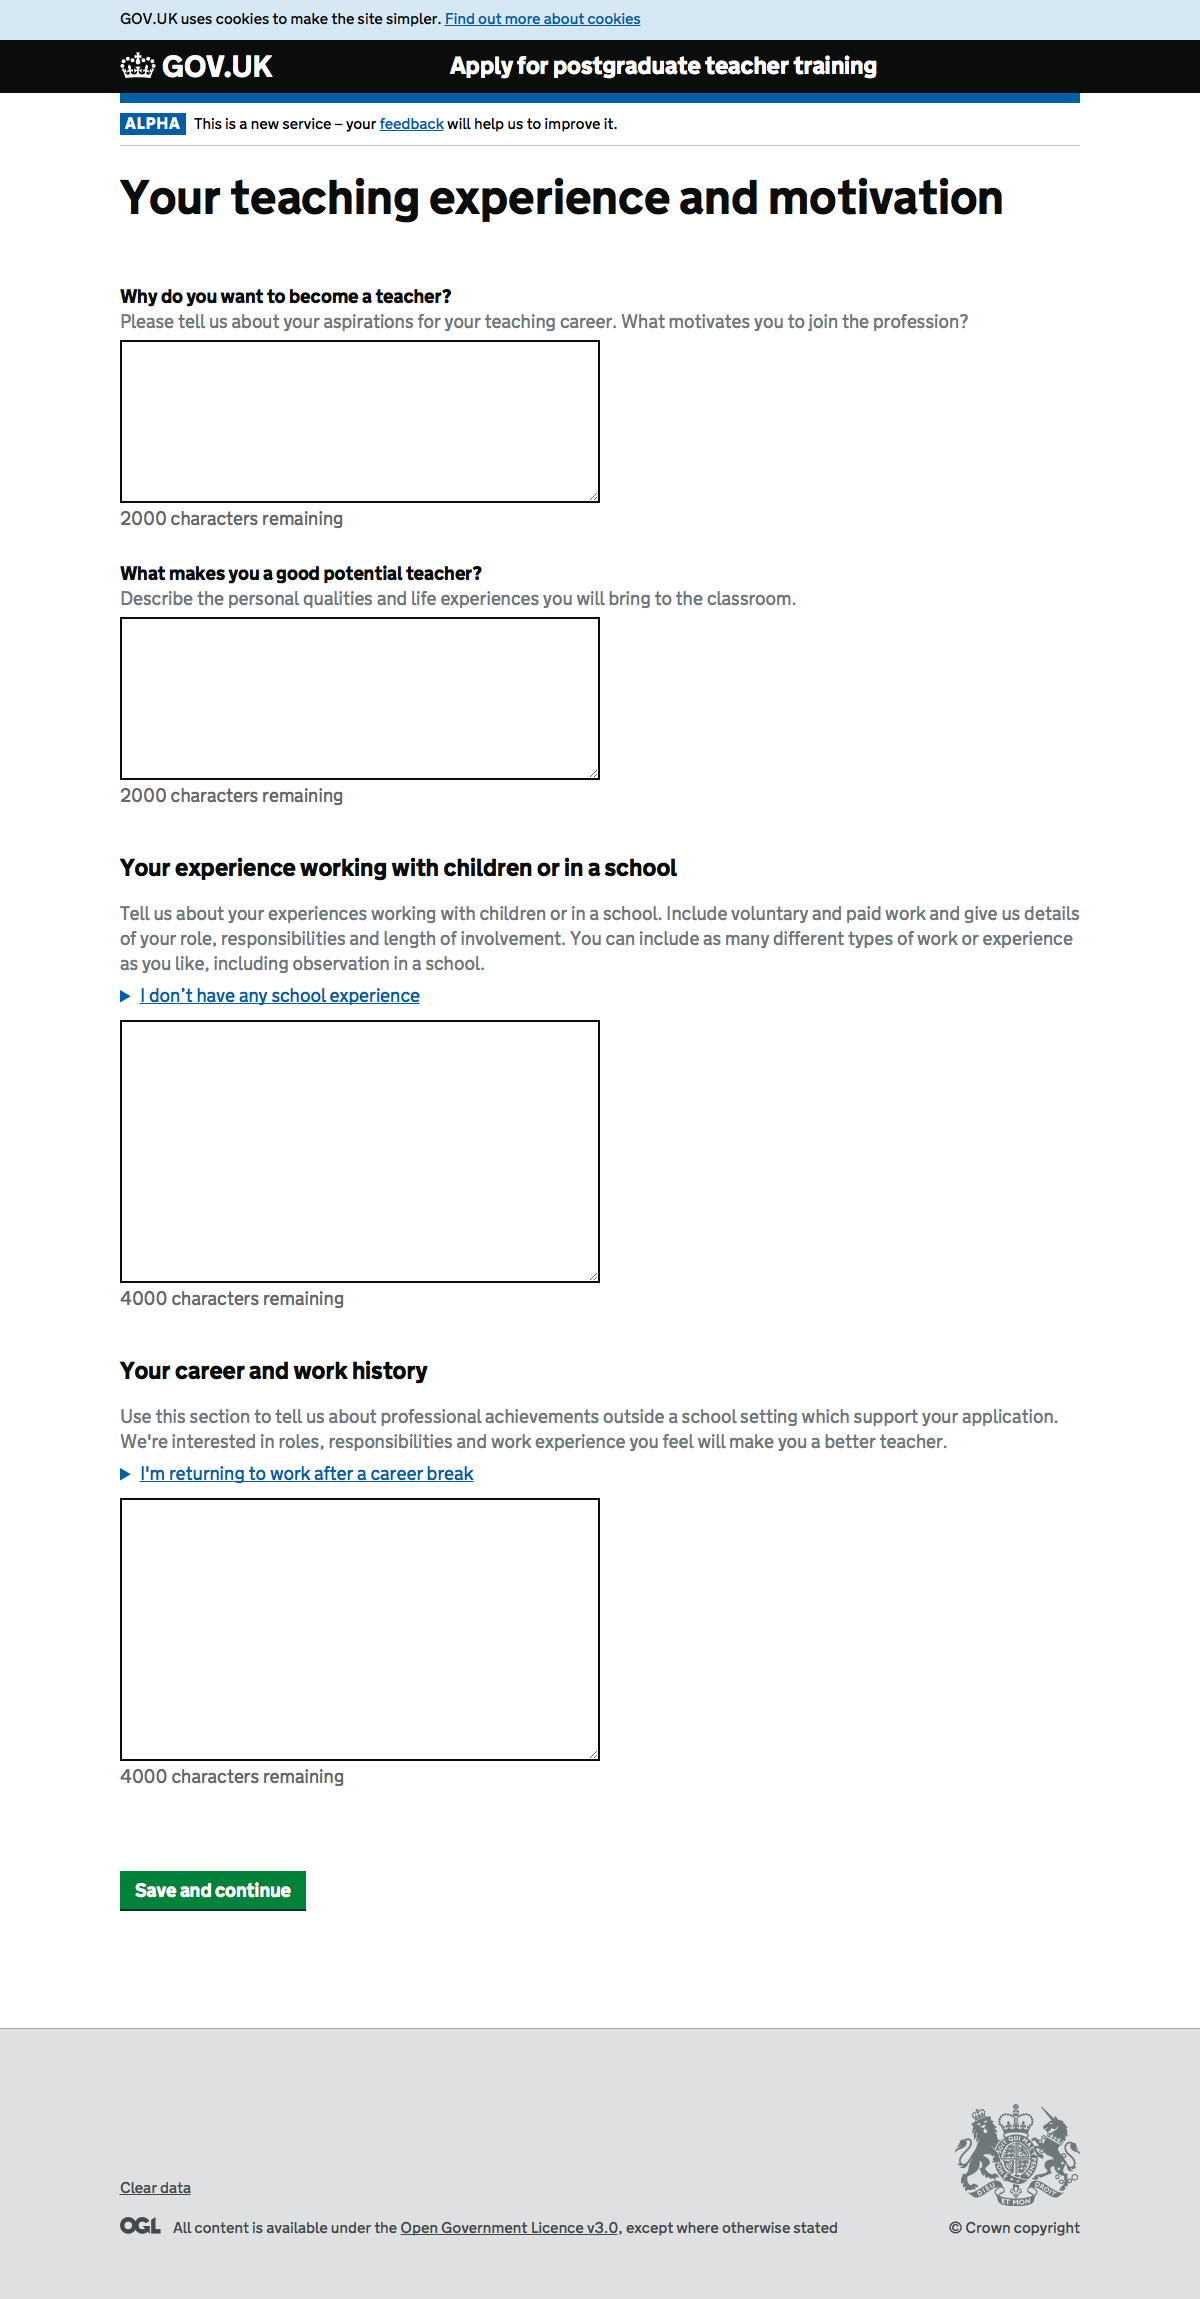 GOV.UK uses cookies to make the site simpler. Find out more about cookies
GOV.UK
Apply for postgraduate teacher training
ALPHA This is a new service – your feedback will help us to improve it.
Your teaching experience and motivation
Why do you want to become a teacher?
Please tell us about your aspirations for your teaching career. What motivates you to join the profession?
2000 characters remaining
What makes you a good potential teacher?
Describe the personal qualities and life experiences you will bring to the classroom.
2000 characters remaining
Your experience working with children or in a school
Tell us about your experiences working with children or in a school. Include voluntary and paid work and give us details
of your role, responsibilities and length of involvement. You can include as many different types of work or experience
as you like, including observation in a school.
I don’t have any school experience
4000 characters remaining
Your career and work history
Use this section to tell us about professional achievements outside a school setting which support your application.
We're interested in roles, responsibilities and work experience you feel will make you a better teacher.
I'm returning to work after a career break
4000 characters remaining
Save and continue
Clear data
DIEU ET MON DROIT
OGL All content is available under the Open Government Licence v3.0, except where otherwise stated
© Crown copyright